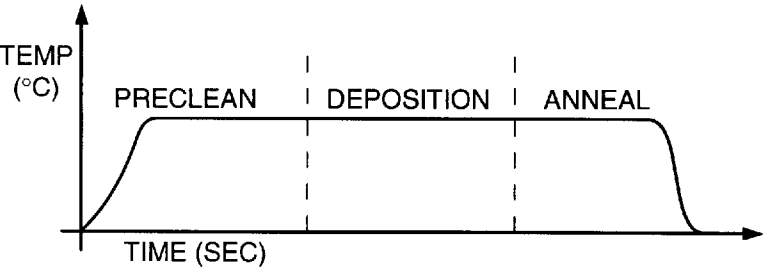 TEMP
(°C)
PRECLEAN
DEPOSITION
ANNEAL
TIME (SEC)